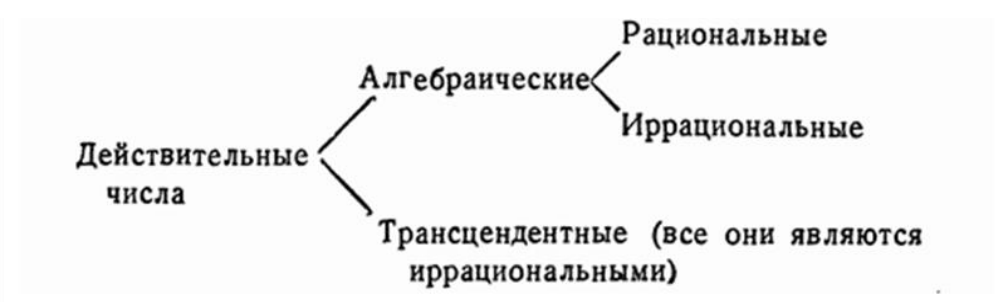 Рациональные
Алгебраические
Иррациональные
Действительные
числа
Трансцендентные (все они являются
иррациональными)